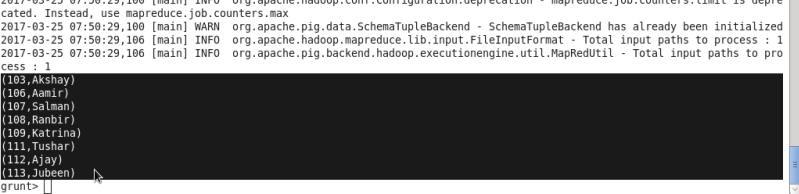 2017-03-25 07:50:29,100 [main] INFO  org.apache.hadoop.conf.Configuration.deprecation - mapreduce.job.counters.limit is depre
cated. Instead, use mapreduce.job.counters.max
2017-03-25 07:50:29,100 [main] WARN  org.apache.pig.data.SchemaTupleBackend - SchemaTupleBackend has already been initialized
2017-03-25 07:50:29,106 [main] INFO  org.apache.hadoop.mapreduce.lib.input.FileInputFormat - Total input paths to process : 1
2017-03-25 07:50:29,106 [main] INFO  org.apache.pig.backend.hadoop.executionengine.util.MapRedUtil - Total input paths to pro
cess : 1
(103,Akshay)
(106,Aamir)
(107,Salman)
(108,Ranbir)
(109,Katrina)
(111,Tushar)
(112,Ajay)
(113,Jubeen)
grunt>